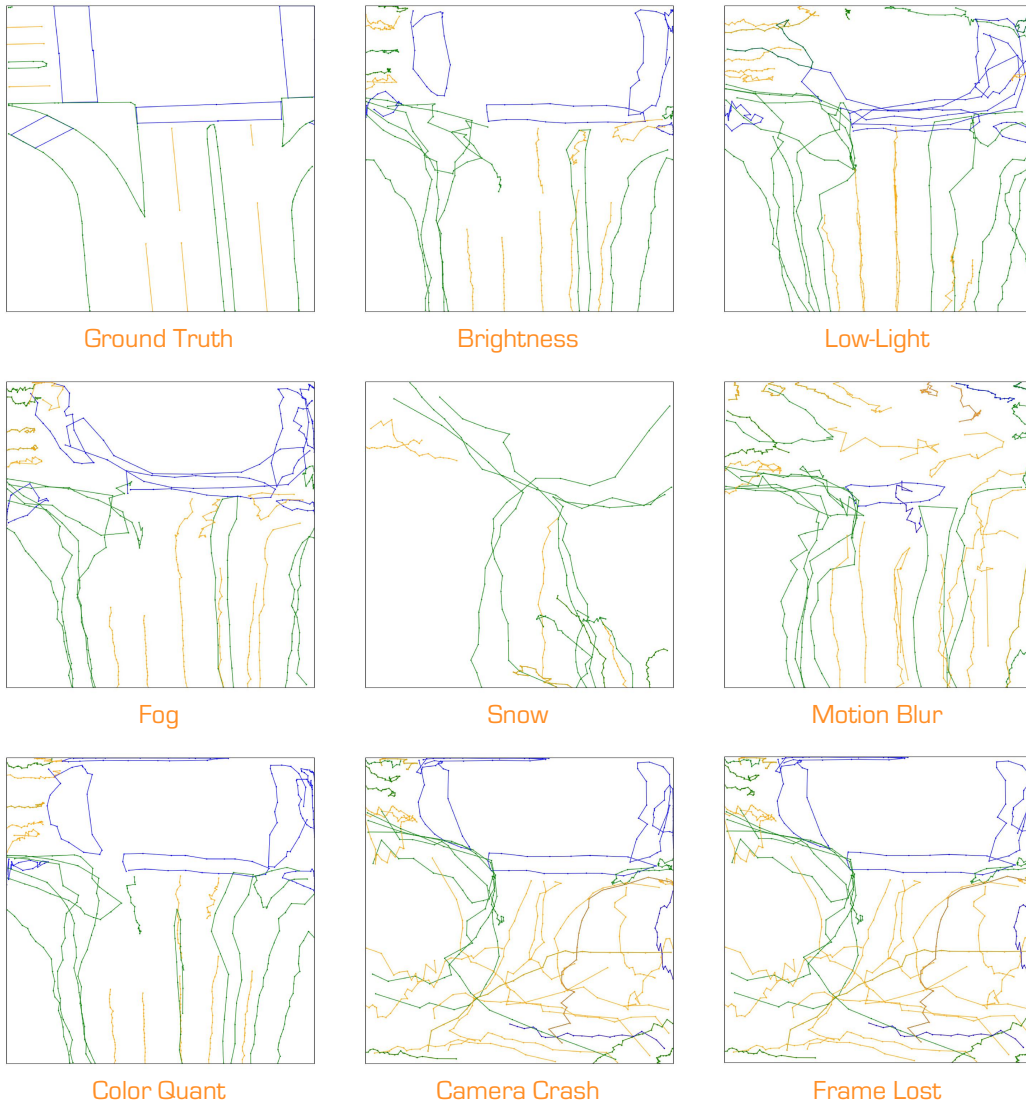 Ground Truth
Brightness
Low-Light
Fog
Snow
Motion Blur
Color Quant
Camera Crash
Frame Lost